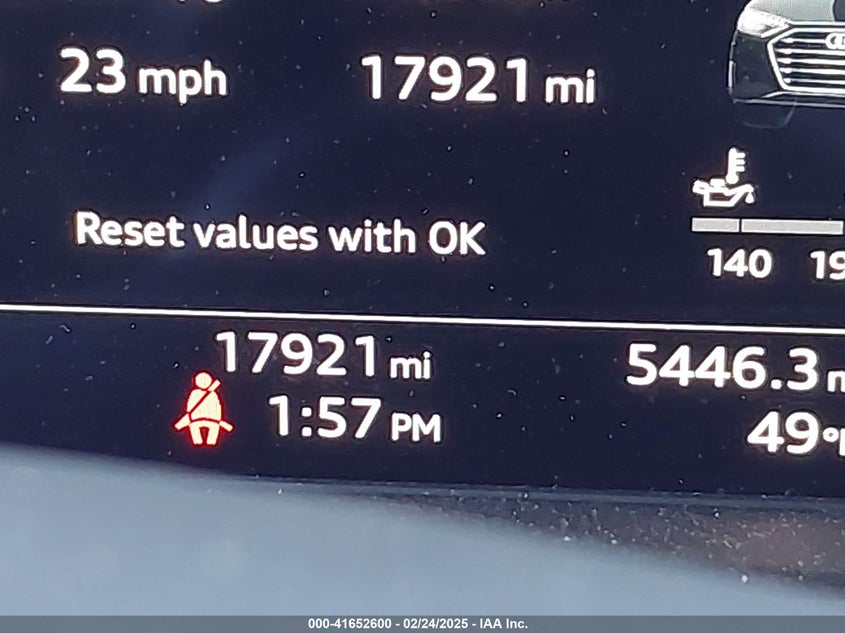 23 mph 17921 mi
Reset values with OK
140
17921 mi 5446.3
1:57 PM 49°
000-41652600 - 02/24/2025 - IAA Inc.